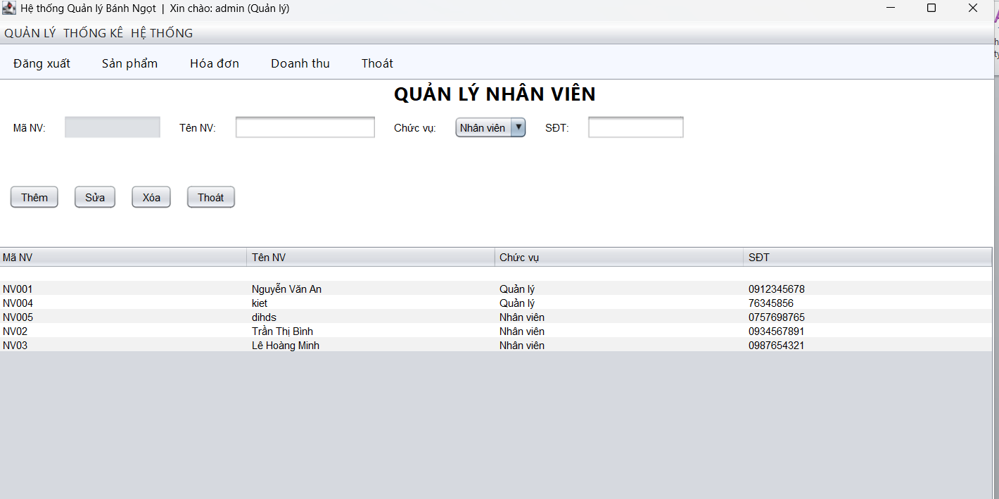 Hệ thống Quản lý Bánh Ngọt | Xin chào: admin (Quản lý)
QUẢN LÝ THỐNG KÊ HỆ THỐNG
Đăng xuất Sản phẩm Hóa đơn Doanh thu Thoát
QUẢN LÝ NHÂN VIÊN
Mã NV: Tên NV: Chức vụ: Nhân viên SĐT:
Thêm Sửa Xóa Thoát
Mã NV Tên NV Chức vụ SĐT
NV001 Nguyễn Văn An Quản lý 0912345678
NV004 kiet Quản lý 76345856
NV005 dihds Nhân viên 0757698765
NV02 Trần Thị Bình Nhân viên 0934567891
NV03 Lê Hoàng Minh Nhân viên 0987654321